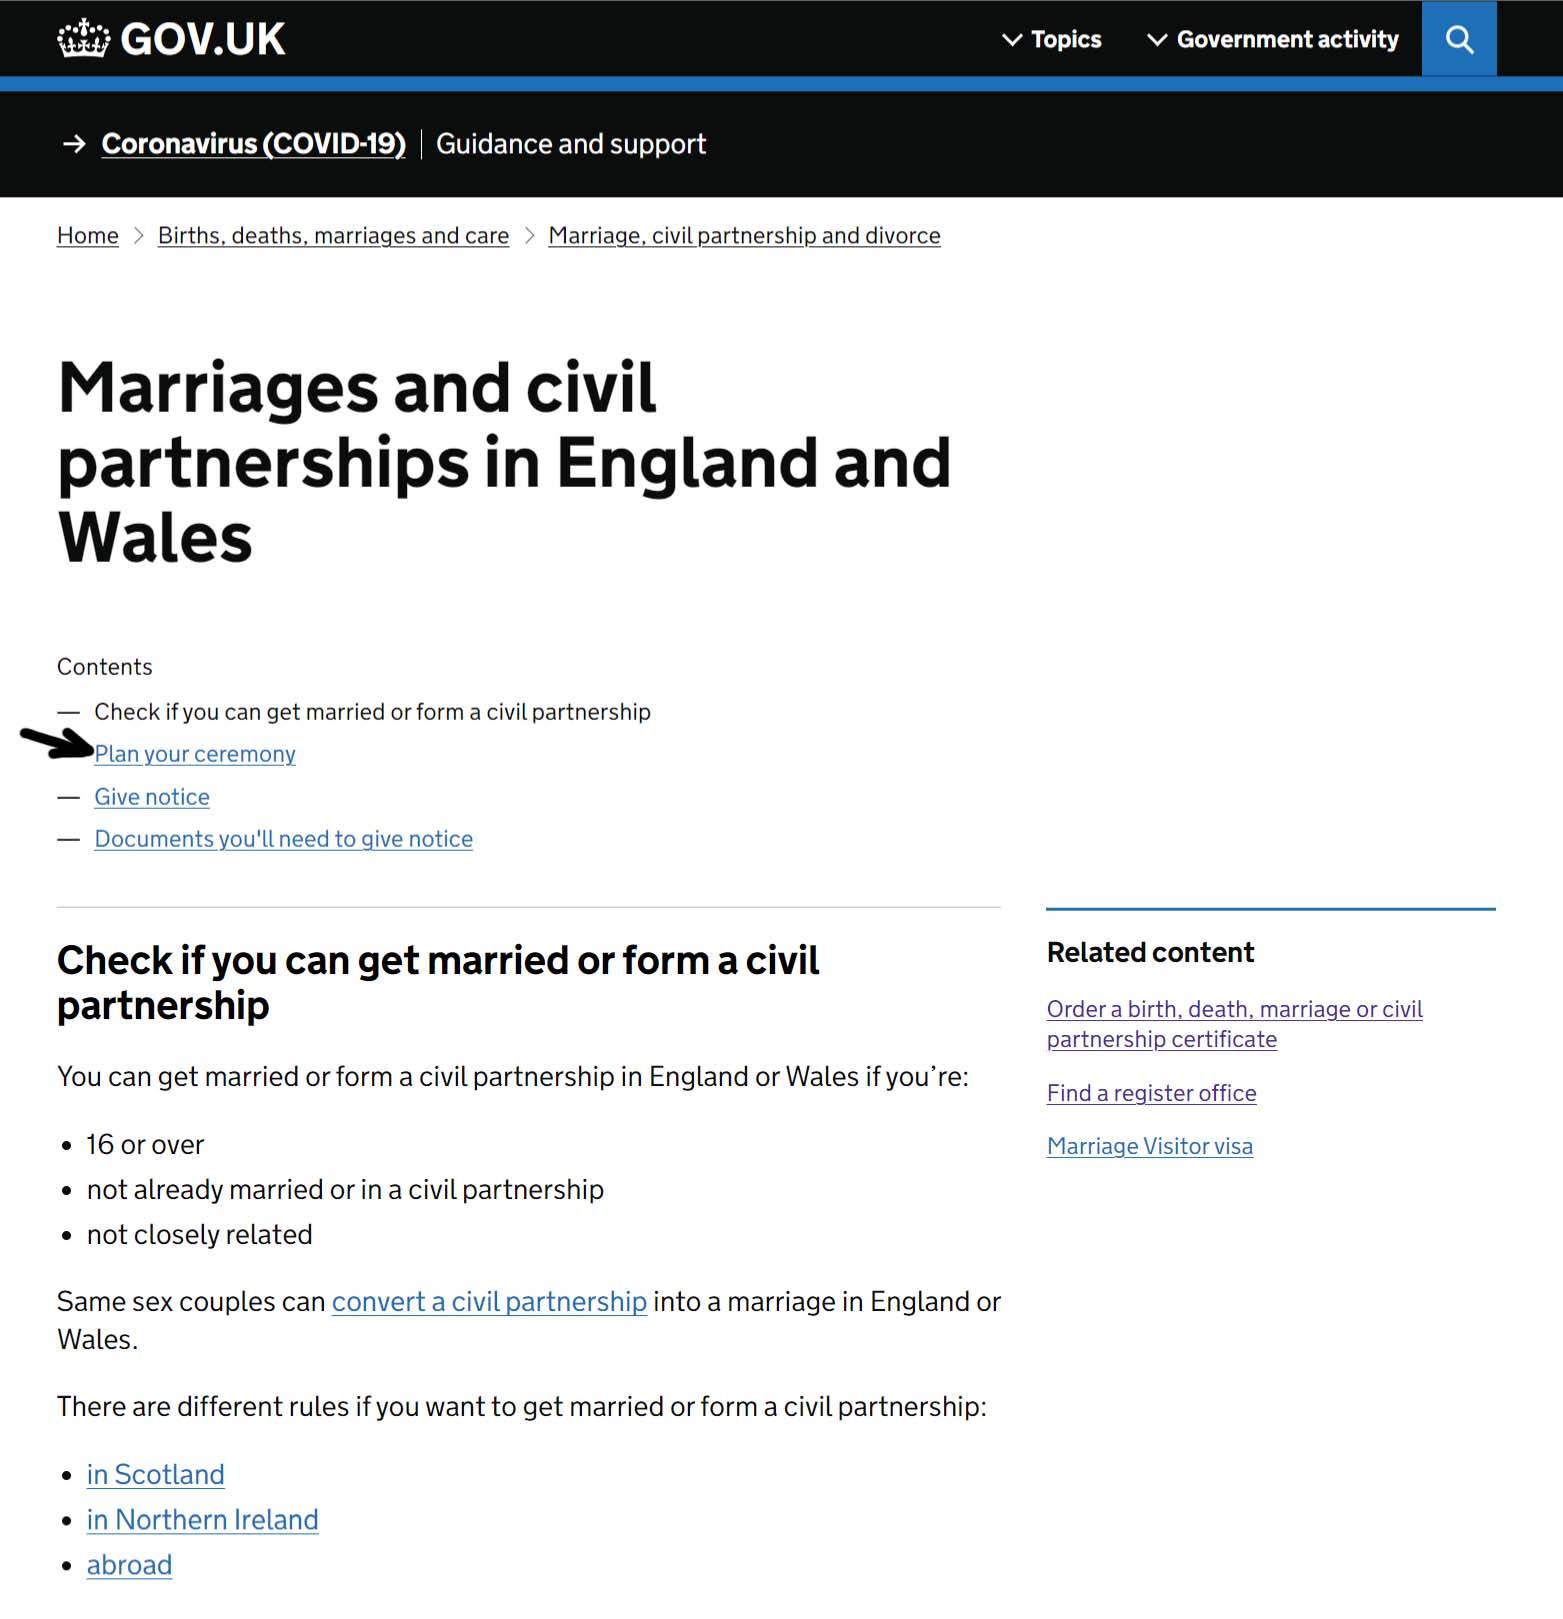 GOV.UK
Topics
Government activity
→ Coronavirus (COVID-19) | Guidance and support
Home > Births, deaths, marriages and care > Marriage, civil partnership and divorce
Marriages and civil
partnerships in England and
Wales
Contents
— Check if you can get married or form a civil partnership
Plan your ceremony
— Give notice
— Documents you'll need to give notice
Check if you can get married or form a civil
partnership
You can get married or form a civil partnership in England or Wales if you’re:
• 16 or over
• not already married or in a civil partnership
• not closely related
Same sex couples can convert a civil partnership into a marriage in England or
Wales.
There are different rules if you want to get married or form a civil partnership:
• in Scotland
• in Northern Ireland
• abroad
Related content
Order a birth, death, marriage or civil
partnership certificate
Find a register office
Marriage Visitor visa